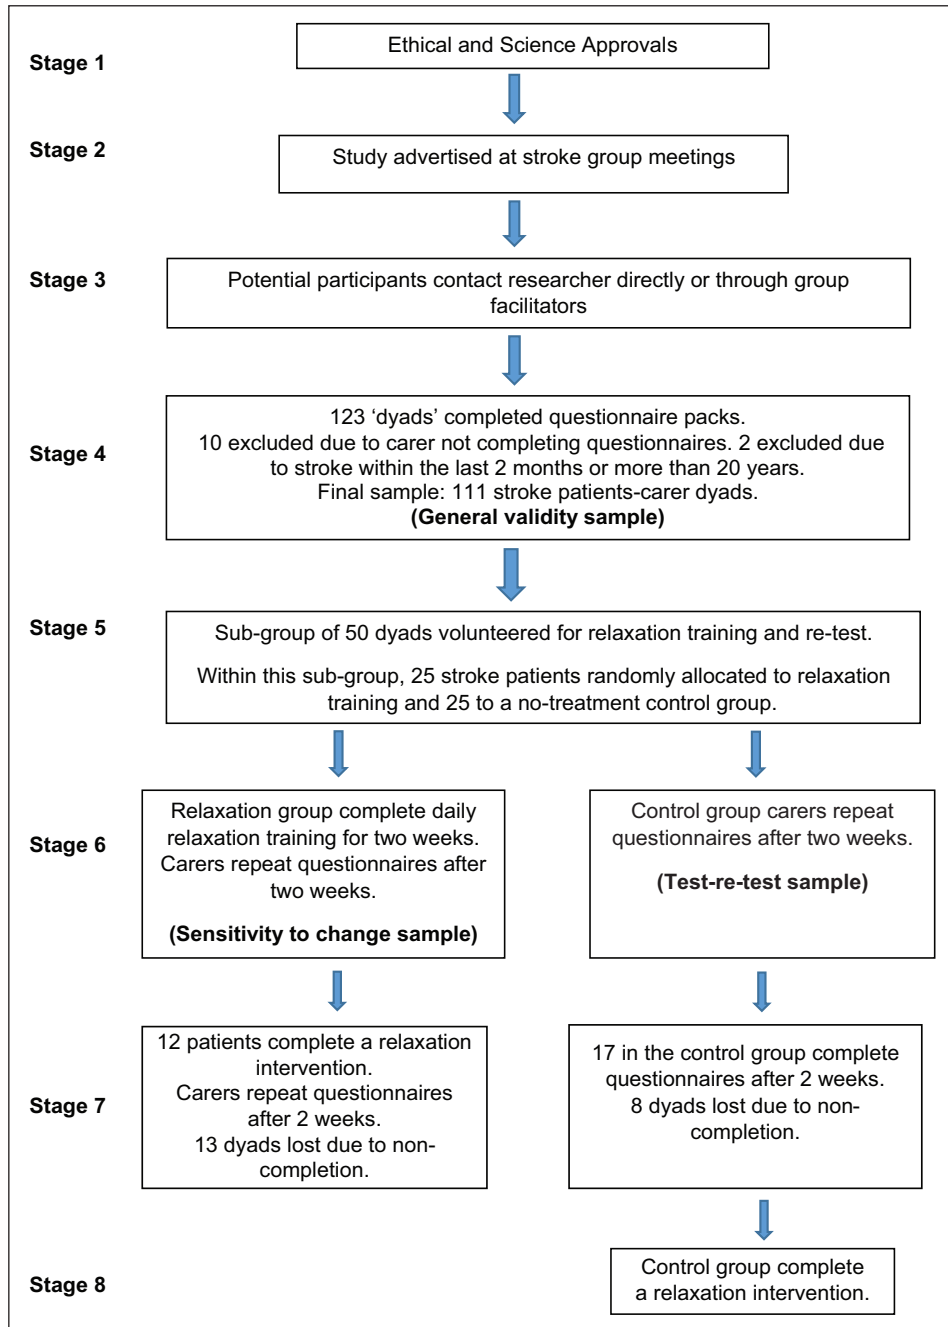 Stage 1
Ethical and Science Approvals
Stage 2
Study advertised at stroke group meetings
Stage 3
Potential participants contact researcher directly or through group
facilitators
Stage 4
123 ‘dyads’ completed questionnaire packs.
10 excluded due to carer not completing questionnaires. 2 excluded due
to stroke within the last 2 months or more than 20 years.
Final sample: 111 stroke patients-carer dyads.
(General validity sample)
Stage 5
Sub-group of 50 dyads volunteered for relaxation training and re-test.
Within this sub-group, 25 stroke patients randomly allocated to relaxation
training and 25 to a no-treatment control group.
Stage 6
Relaxation group complete daily
relaxation training for two weeks.
Carers repeat questionnaires after
two weeks.
(Sensitivity to change sample)
Control group carers repeat
questionnaires after two weeks.
(Test-re-test sample)
Stage 7
12 patients complete a relaxation
intervention.
Carers repeat questionnaires
after 2 weeks.
13 dyads lost due to non-
completion.
17 in the control group complete
questionnaires after 2 weeks.
8 dyads lost due to non-
completion.
Stage 8
Control group complete
a relaxation intervention.